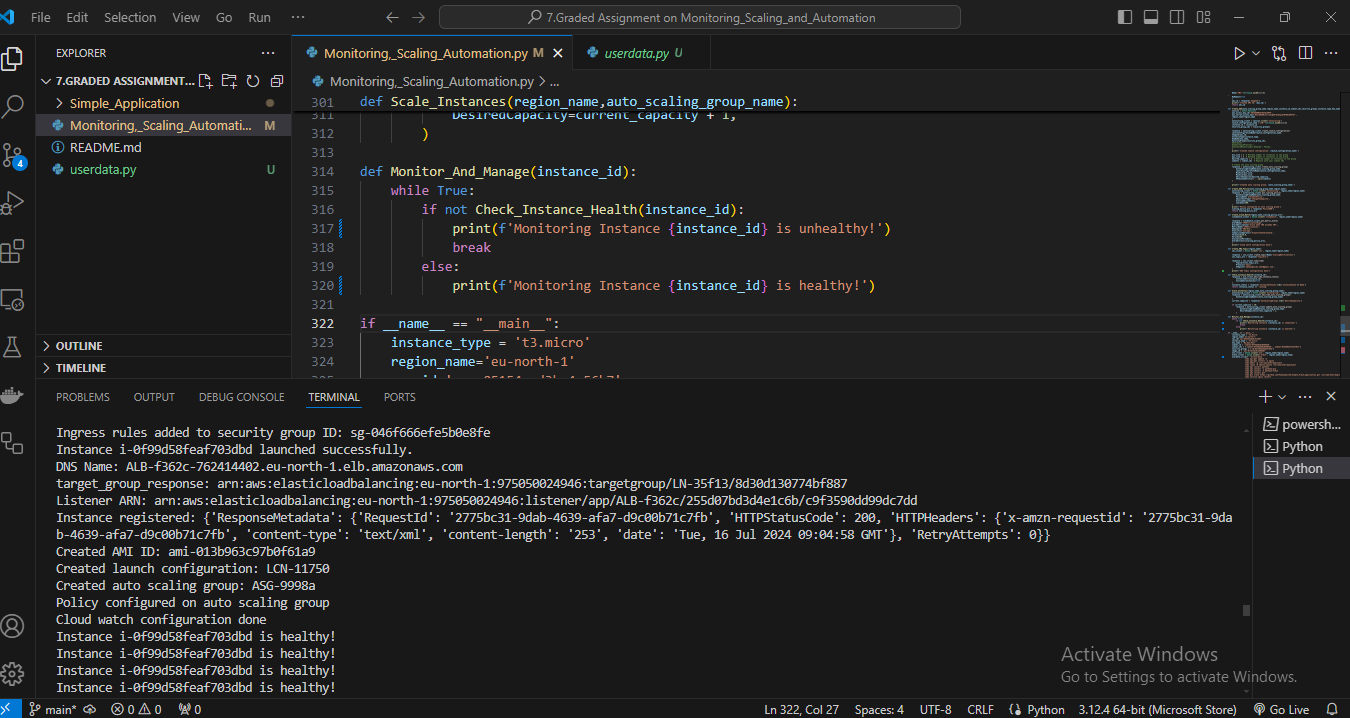 File Edit Selection View Go Run ··· 7.Graded Assignment on Monitoring_Scaling_and_Automation
EXPLORER ···
7.GRADED ASSIGNMENT...
Simple_Application
Monitoring,_Scaling_Automati... M
README.md
userdata.py U
OUTLINE
TIMELINE
4
Monitoring,_Scaling_Automation.py M userdata.py U
Monitoring,_Scaling_Automation.py > ...
301 def Scale_Instances(region_name,auto_scaling_group_name):
311 DesiredCapacity=current_capacity + 1,
312 )
313
314 def Monitor_And_Manage(instance_id):
315 while True:
316 if not Check_Instance_Health(instance_id):
317 print(f'Monitoring Instance {instance_id} is unhealthy!')
318 break
319 else:
320 print(f'Monitoring Instance {instance_id} is healthy!')
321
322 if __name__ == "__main__":
323 instance_type = 't3.micro'
324 region_name='eu-north-1'
PROBLEMS OUTPUT DEBUG CONSOLE TERMINAL PORTS
powersh...
Python
Python
Ingress rules added to security group ID: sg-046f666efe5b0e8fe
Instance i-0f99d58feaf703dbd launched successfully.
DNS Name: ALB-f362c-762414402.eu-north-1.elb.amazonaws.com
target_group_response: arn:aws:elasticloadbalancing:eu-north-1:975050024946:targetgroup/LN-35f13/8d30d130774bf887
Listener ARN: arn:aws:elasticloadbalancing:eu-north-1:975050024946:listener/app/ALB-f362c/255d07bd3d4e1c6b/c9f3590dd99dc7dd
Instance registered: {'ResponseMetadata': {'RequestId': '2775bc31-9dab-4639-afa7-d9c00b71c7fb', 'HTTPStatusCode': 200, 'HTTPHeaders': {'x-amzn-requestid': '2775bc31-9da
b-4639-afa7-d9c00b71c7fb', 'content-type': 'text/xml', 'content-length': '253', 'date': 'Tue, 16 Jul 2024 09:04:58 GMT'}, 'RetryAttempts': 0}}
Created AMI ID: ami-013b963c97b0f61a9
Created launch configuration: LCN-11750
Created auto scaling group: ASG-9998a
Policy configured on auto scaling group
Cloud watch configuration done
Instance i-0f99d58feaf703dbd is healthy!
Instance i-0f99d58feaf703dbd is healthy!
Instance i-0f99d58feaf703dbd is healthy!
Instance i-0f99d58feaf703dbd is healthy!
Activate Windows
Go to Settings to activate Windows.
main* 0 0 0 Ln 322, Col 27 Spaces: 4 UTF-8 CRLF Python 3.12.4 64-bit (Microsoft Store) Go Live